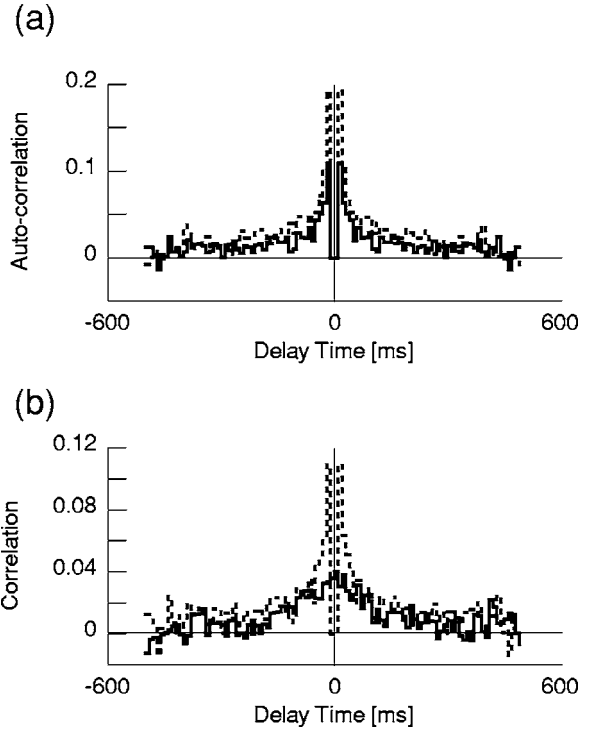 (a)
0.2
0.1
0
Auto-correlation
-600 0 600
Delay Time [ms]
(b)
0.12
0.08
0.04
0
Correlation
-600 0 600
Delay Time [ms]